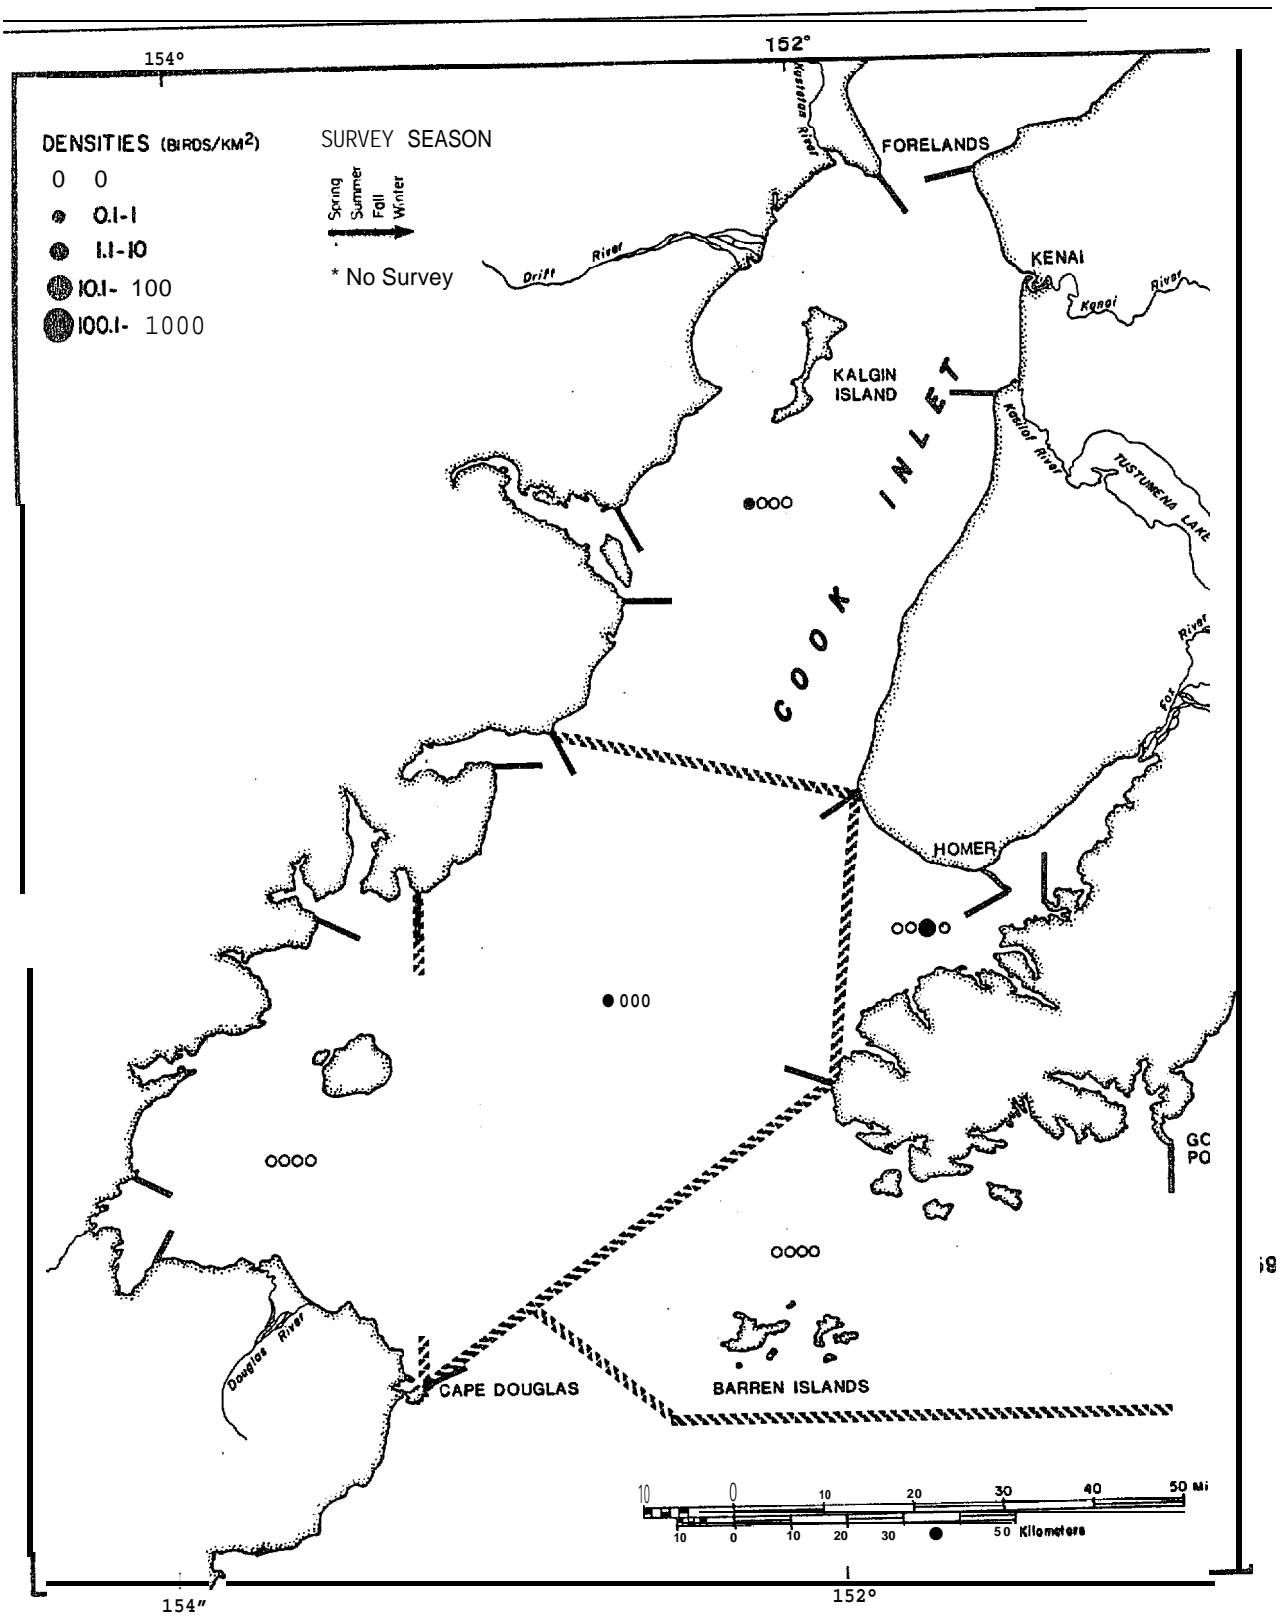 154°
152°
DENSITIES (BIRDS/KM²)
0 0
0.1-1
1.1-10
10.1- 100
100.1- 1000
SURVEY SEASON
Spring
Summer
Fall
Winter
* No Survey
Kustatan River
FORELANDS
Drift River
KENAI
Kenai River
KALGIN
ISLAND
COOK INLET
Kasilof River
TUSTUMENA LAKE
Fox River
HOMER
GO
PO
59
Douglas River
CAPE DOUGLAS
BARREN ISLANDS
10 0 10 20 30 40 50 Mi
10 0 10 20 30 50 Kilometers
154"
152°